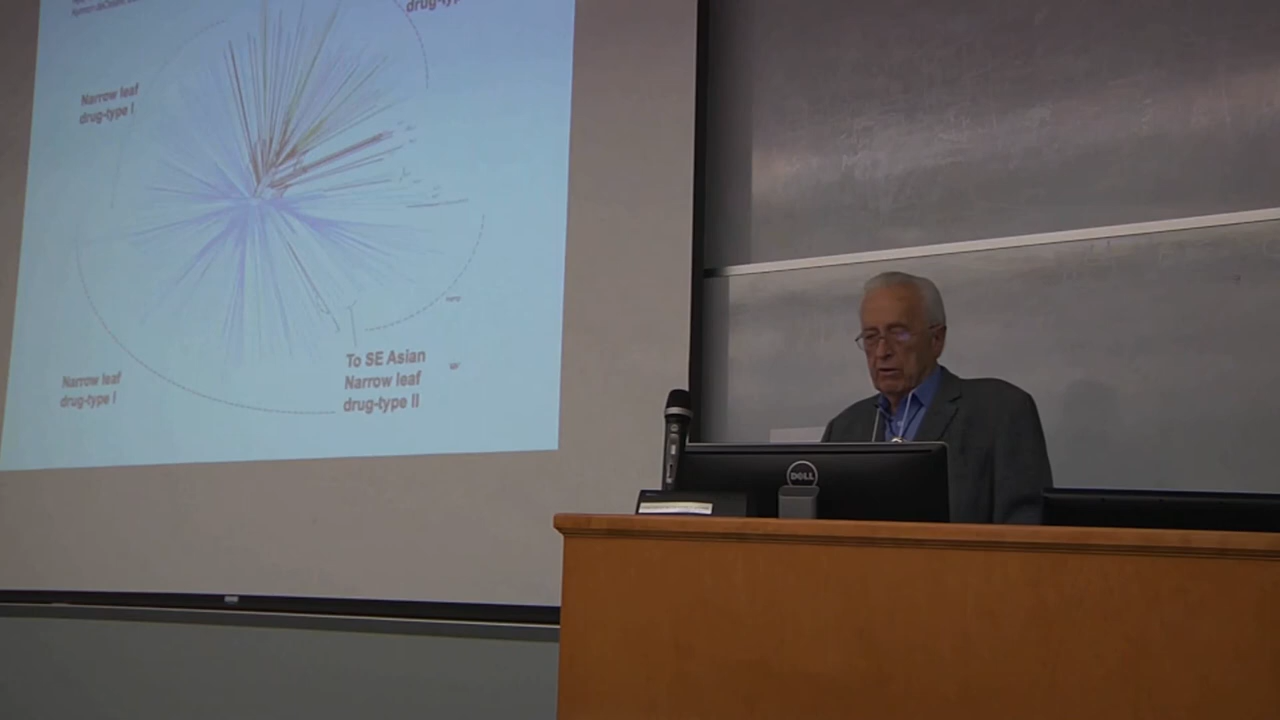 drug-type
Narrow leaf
drug-type I
Narrow leaf
drug-type I
To SE Asian
Narrow leaf
drug-type II
DELL